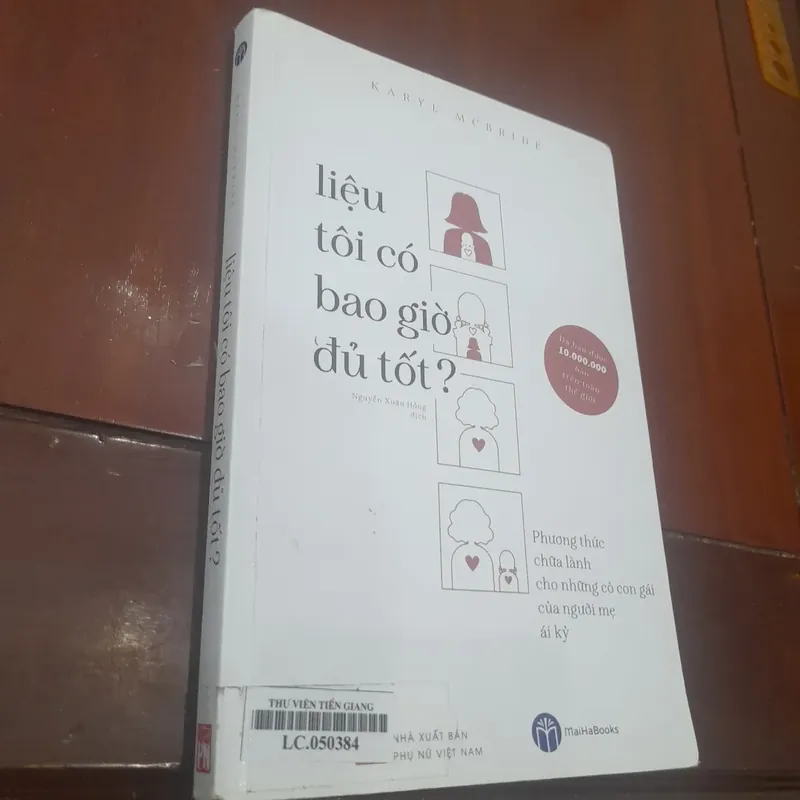 KARYL MCBRIDE
liệu
tôi có
bao giờ
đủ tốt?
Nguyễn Xuân Hồng
dịch
Đã bán được
10.000.000
bản
trên toàn
thế giới
Phương thức
chữa lành
cho những cô con gái
của người mẹ
ái kỷ
THƯ VIỆN TIỀN GIANG
LC.050384
NHÀ XUẤT BẢN
PHỤ NỮ VIỆT NAM
MaiHaBooks
liệu tôi có bao giờ đủ tốt?
PN